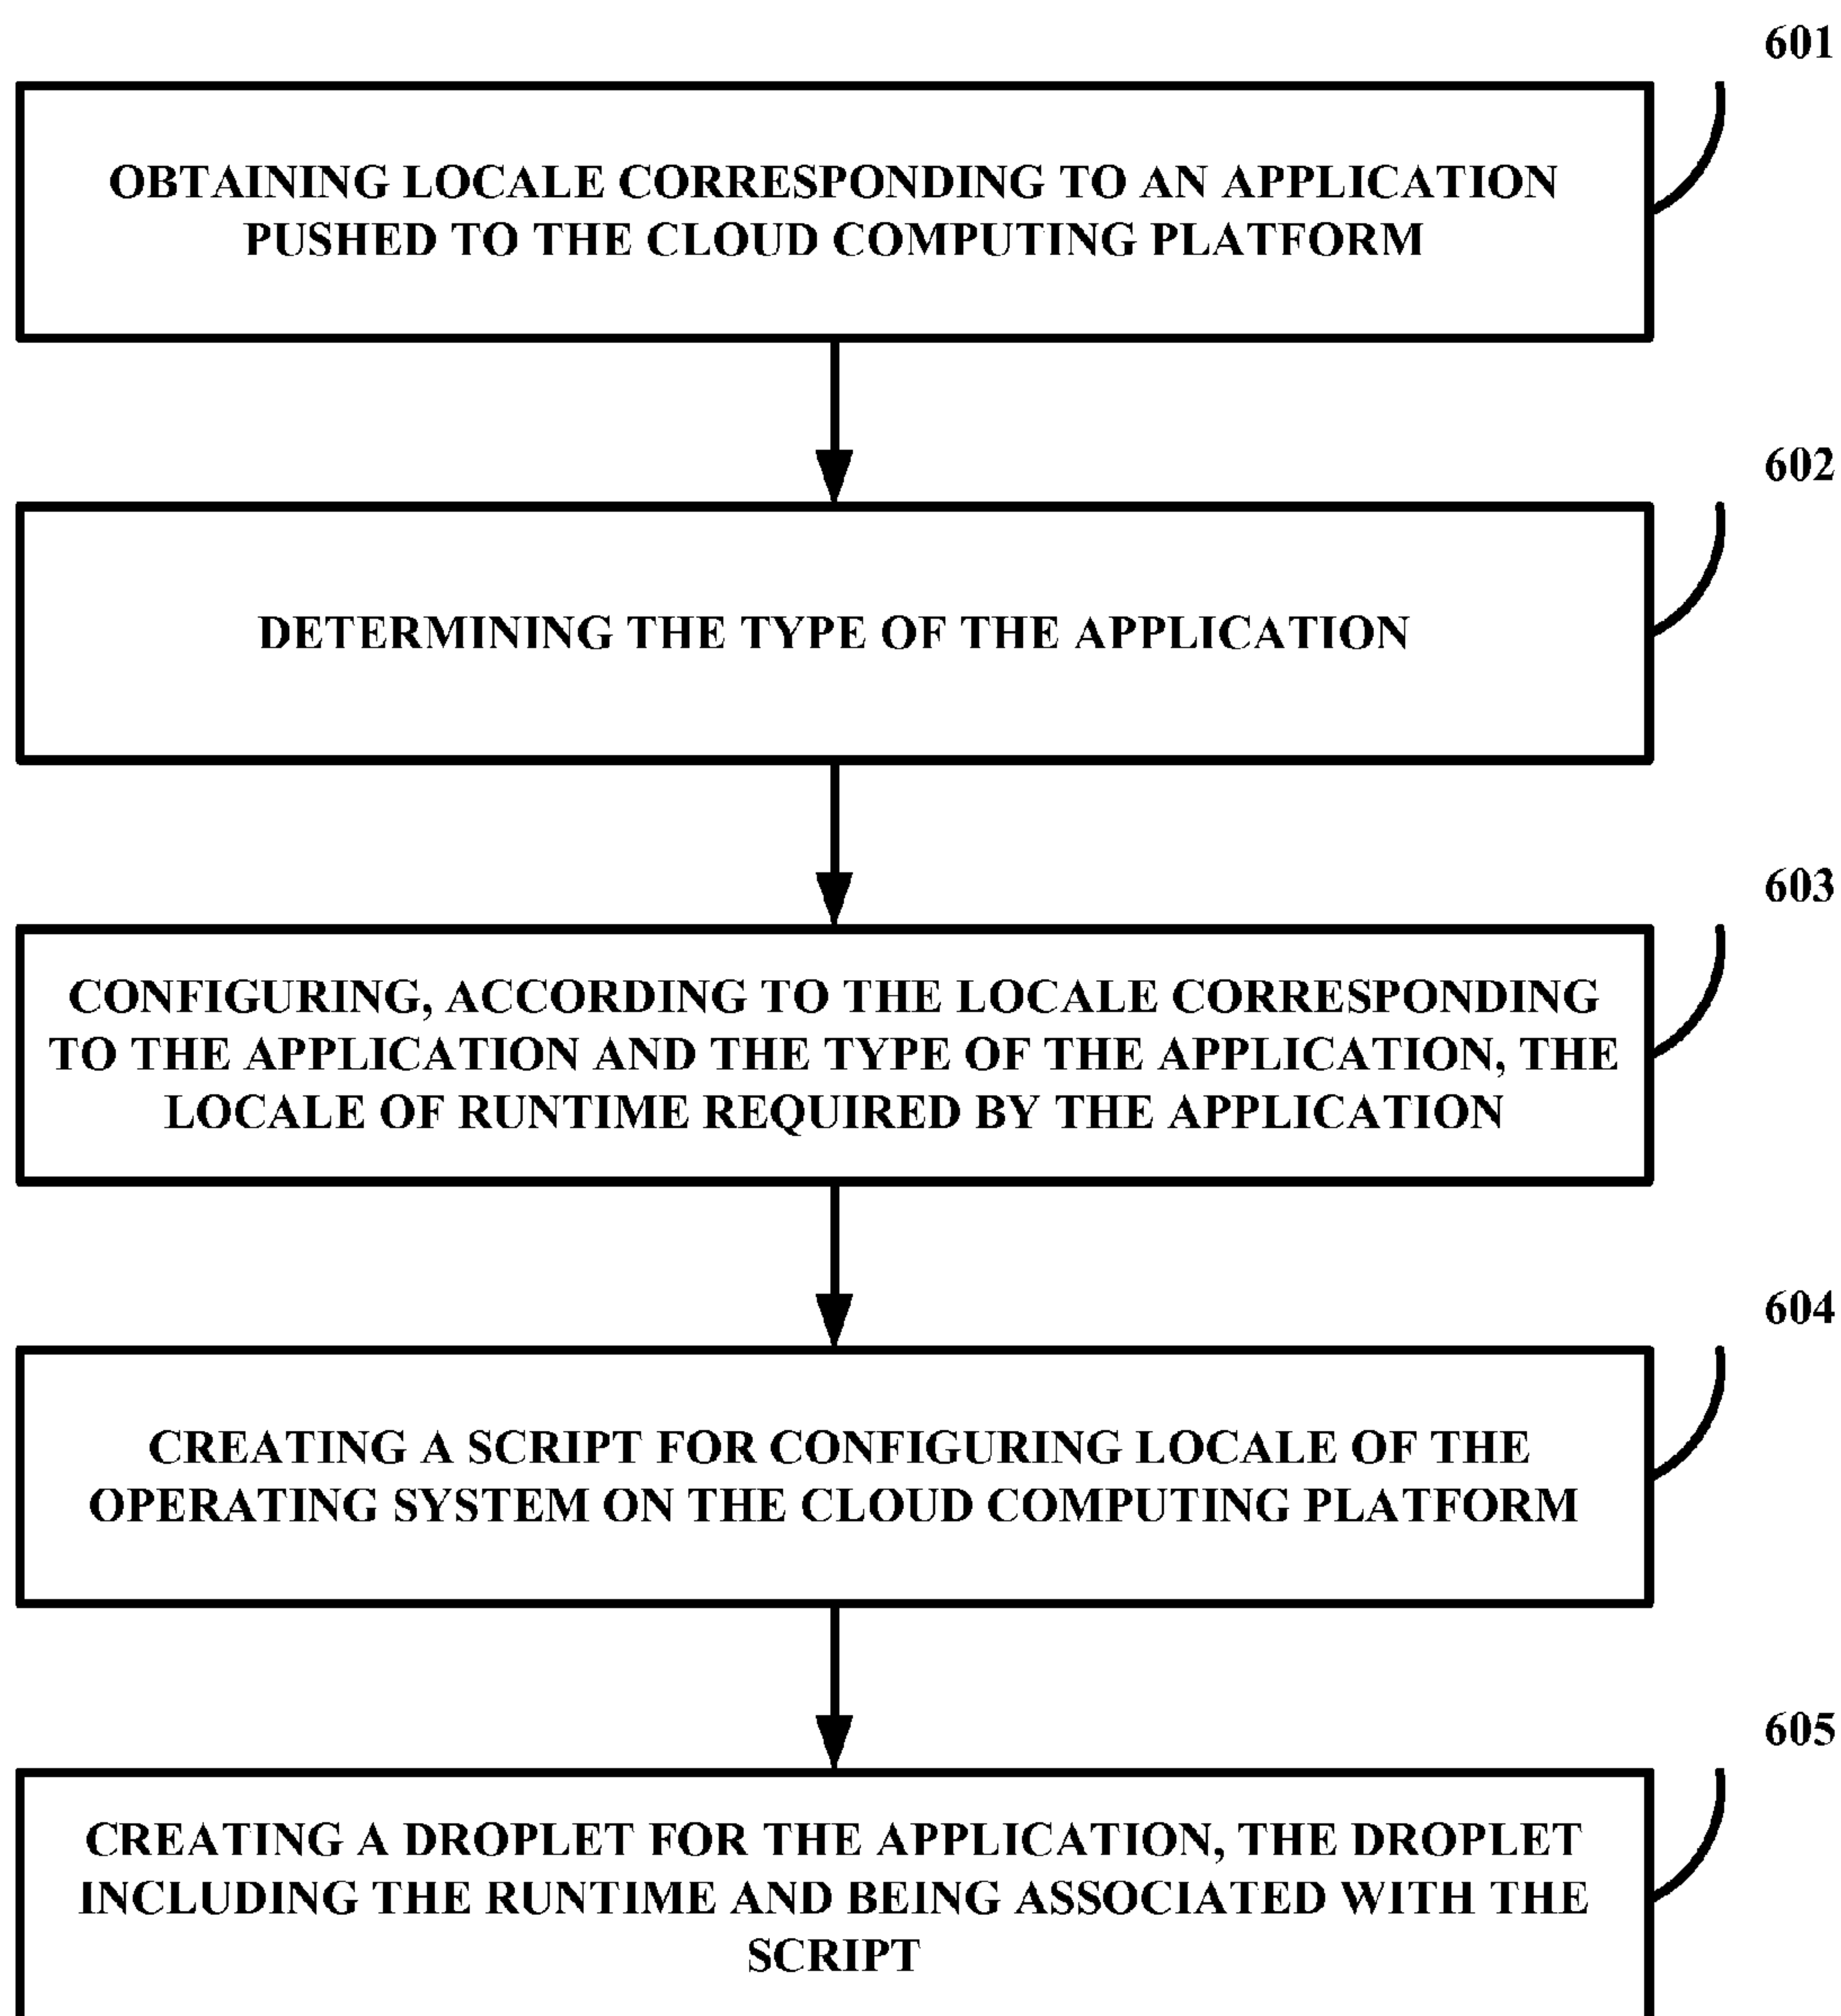 601
OBTAINING LOCALE CORRESPONDING TO AN APPLICATION
PUSHED TO THE CLOUD COMPUTING PLATFORM
602
DETERMINING THE TYPE OF THE APPLICATION
603
CONFIGURING, ACCORDING TO THE LOCALE CORRESPONDING
TO THE APPLICATION AND THE TYPE OF THE APPLICATION, THE
LOCALE OF RUNTIME REQUIRED BY THE APPLICATION
604
CREATING A SCRIPT FOR CONFIGURING LOCALE OF THE
OPERATING SYSTEM ON THE CLOUD COMPUTING PLATFORM
605
CREATING A DROPLET FOR THE APPLICATION, THE DROPLET
INCLUDING THE RUNTIME AND BEING ASSOCIATED WITH THE
SCRIPT